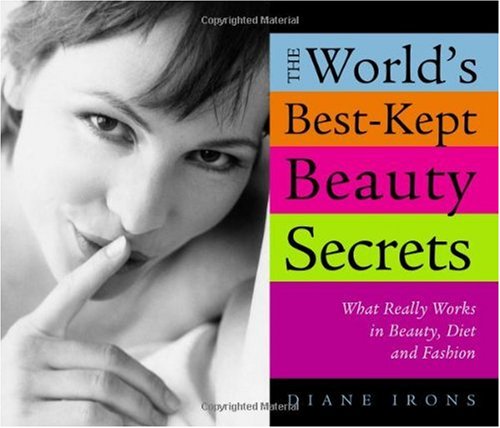 Copyrighted Material
THE
World's
Best-Kept
Beauty
Secrets
What Really Works
in Beauty, Diet
and Fashion
DIANE IRONS
Copyrighted Material